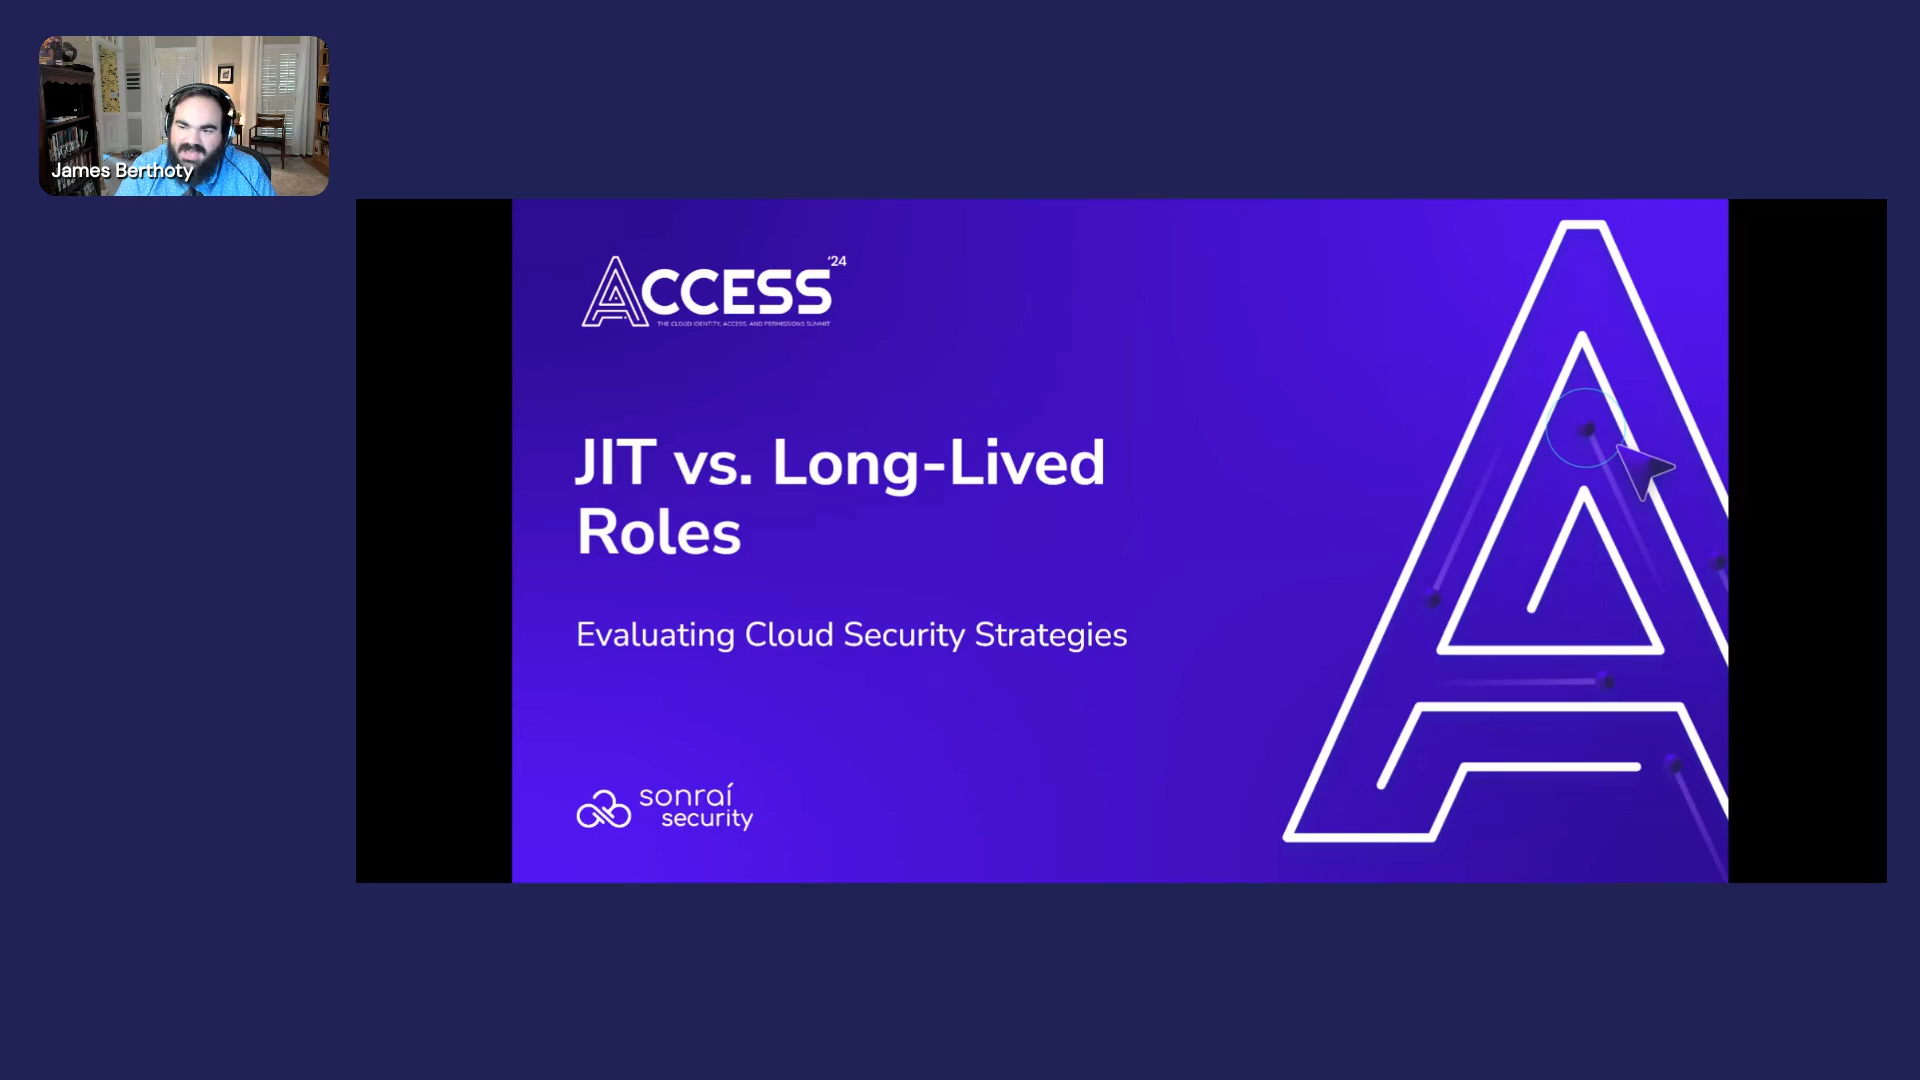 James Berthoty
ACCESS '24
THE CLOUD IDENTITY, ACCESS, AND PERMISSIONS SUMMIT
JIT vs. Long-Lived
Roles
Evaluating Cloud Security Strategies
sonraí
security